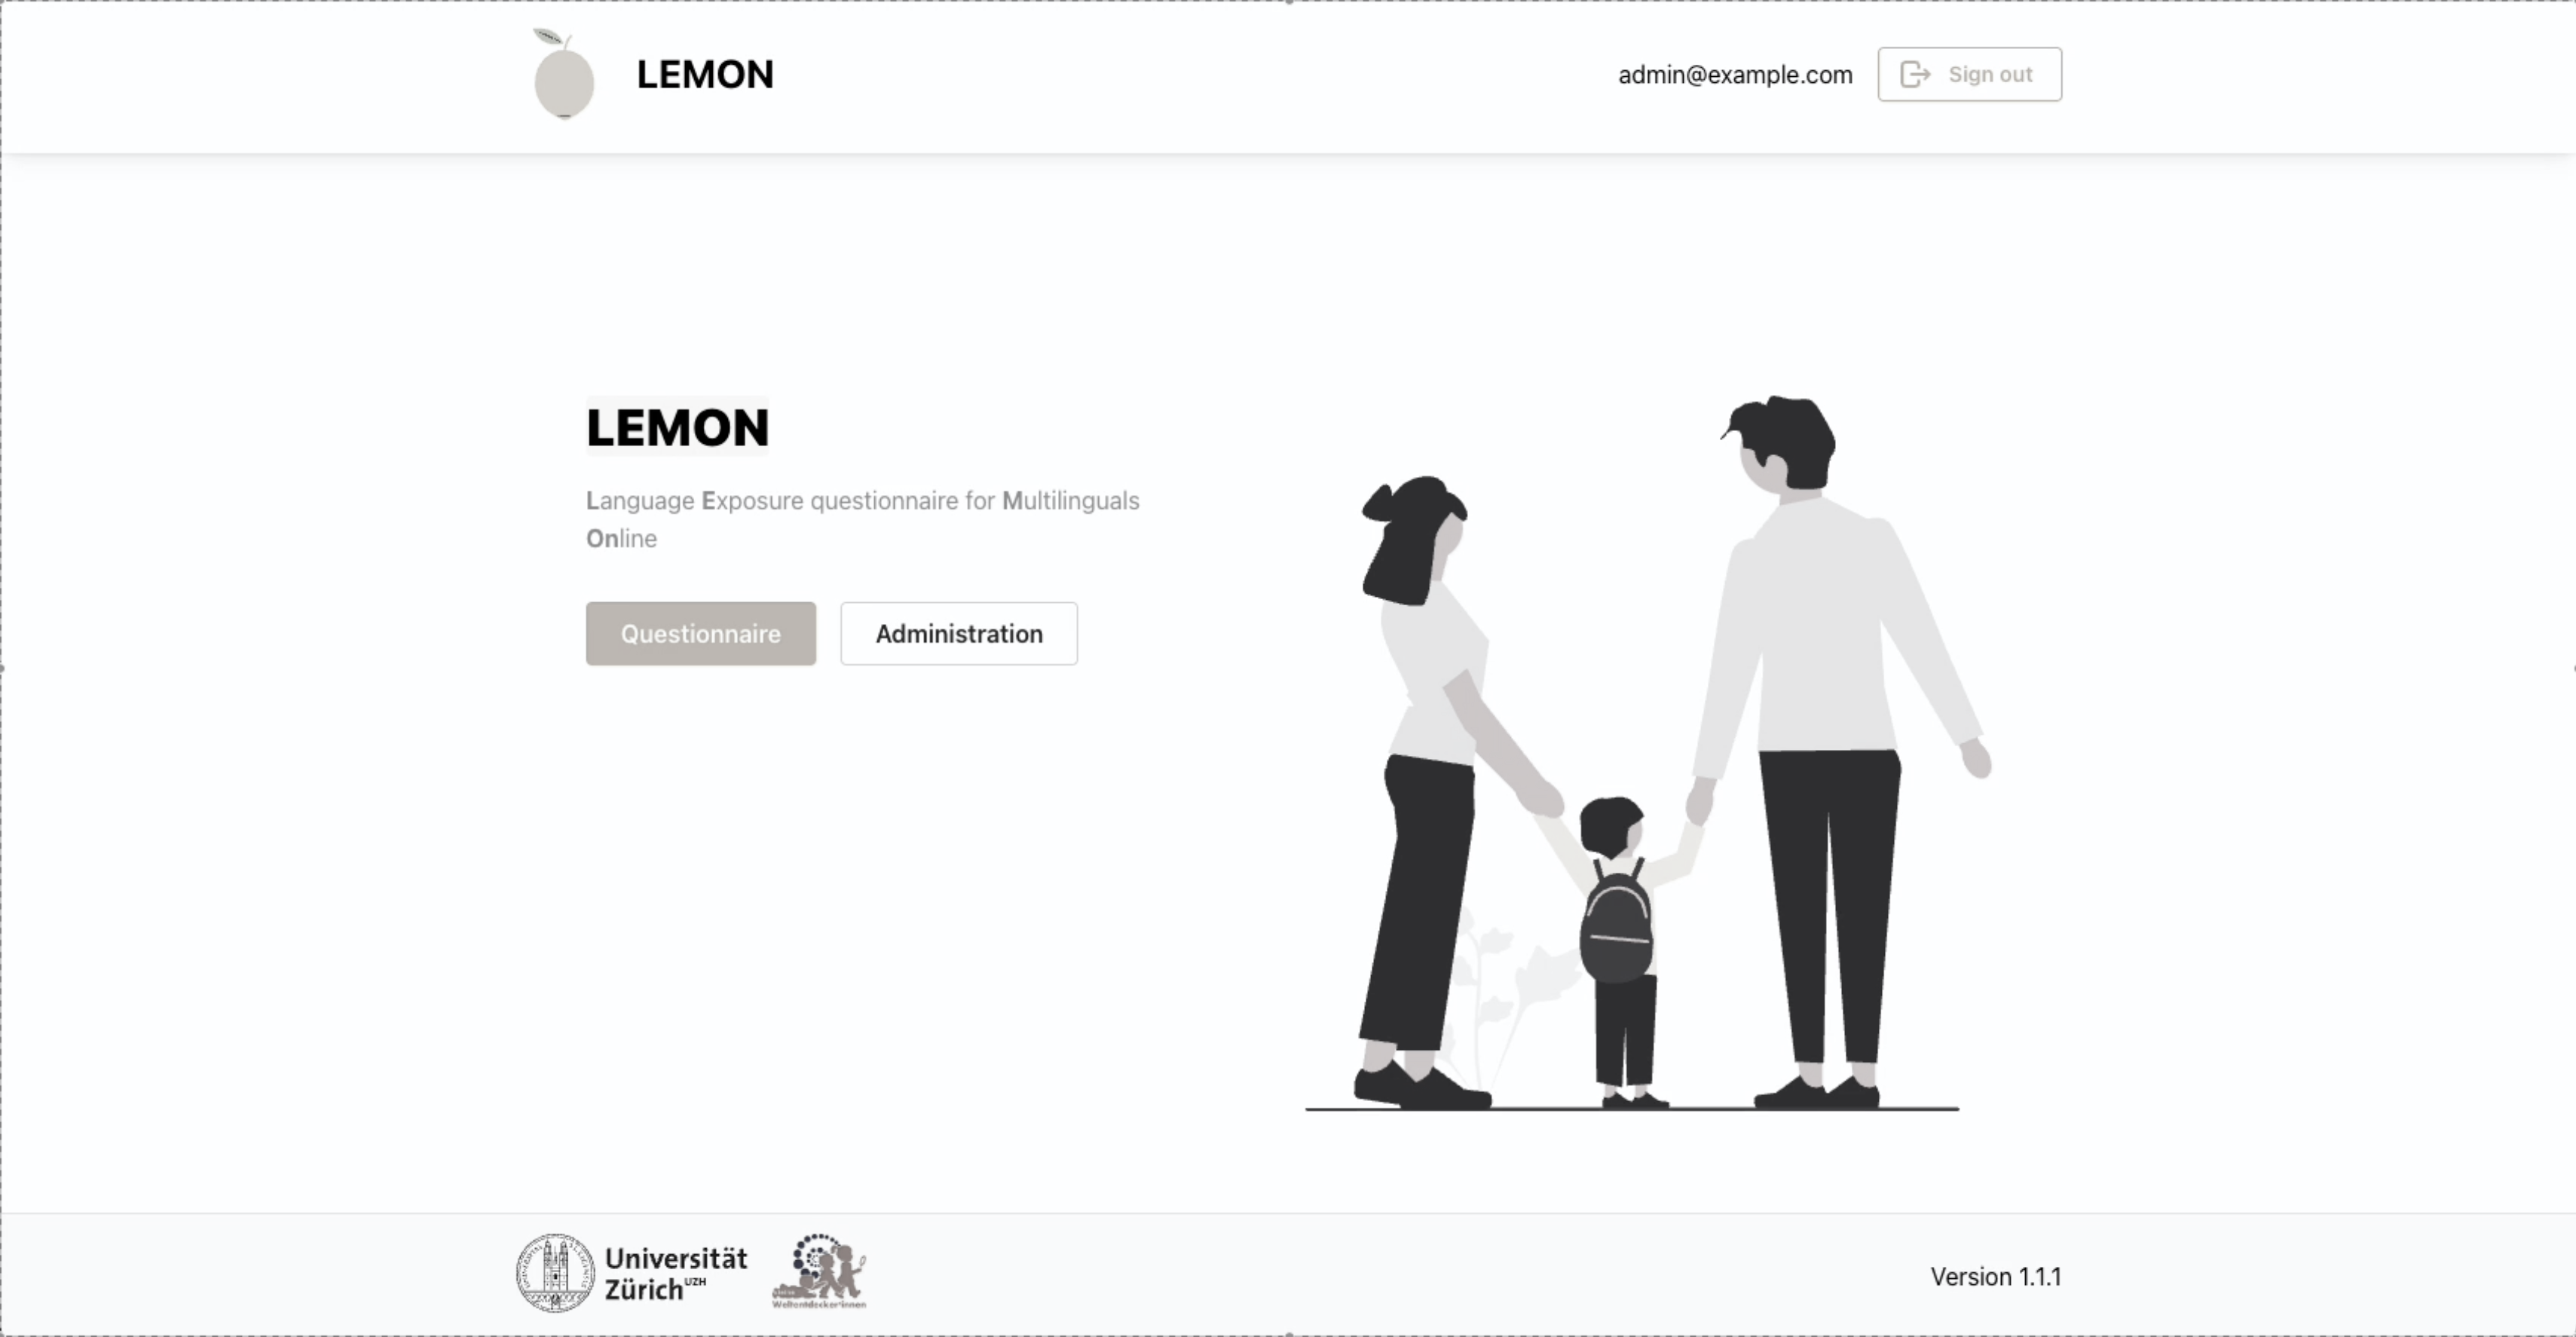 LEMON
admin@example.com
Sign out
LEMON
Language Exposure questionnaire for Multilinguals
Online
Questionnaire
Administration
Universität
Zürich UZH
Weltentdecker*innen
Version 1.1.1